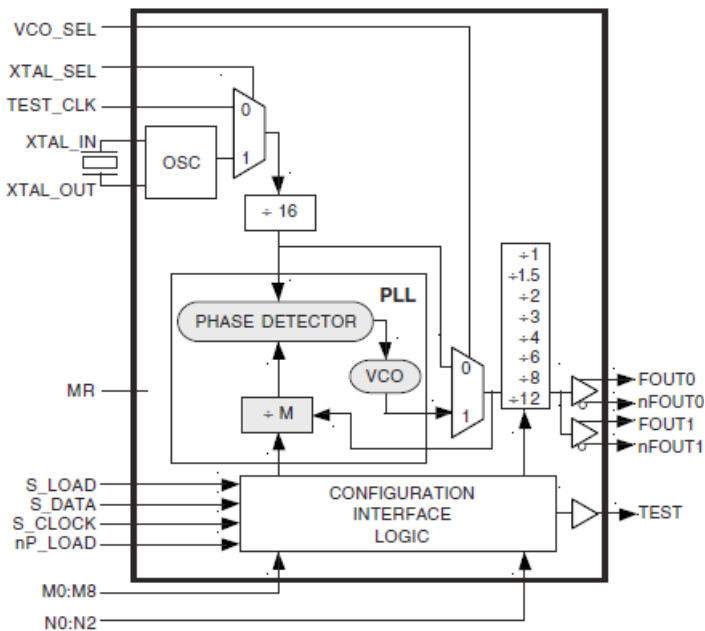 VCO_SEL
XTAL_SEL
TEST_CLK
XTAL_IN
XTAL_OUT
OSC
0
1
÷ 16
PLL
PHASE DETECTOR
VCO
÷ M
0
1
÷1
÷1.5
÷2
÷3
÷4
÷6
÷8
÷12
FOUT0
nFOUT0
FOUT1
nFOUT1
MR
S_LOAD
S_DATA
S_CLOCK
nP_LOAD
CONFIGURATION
INTERFACE
LOGIC
TEST
M0:M8
N0:N2